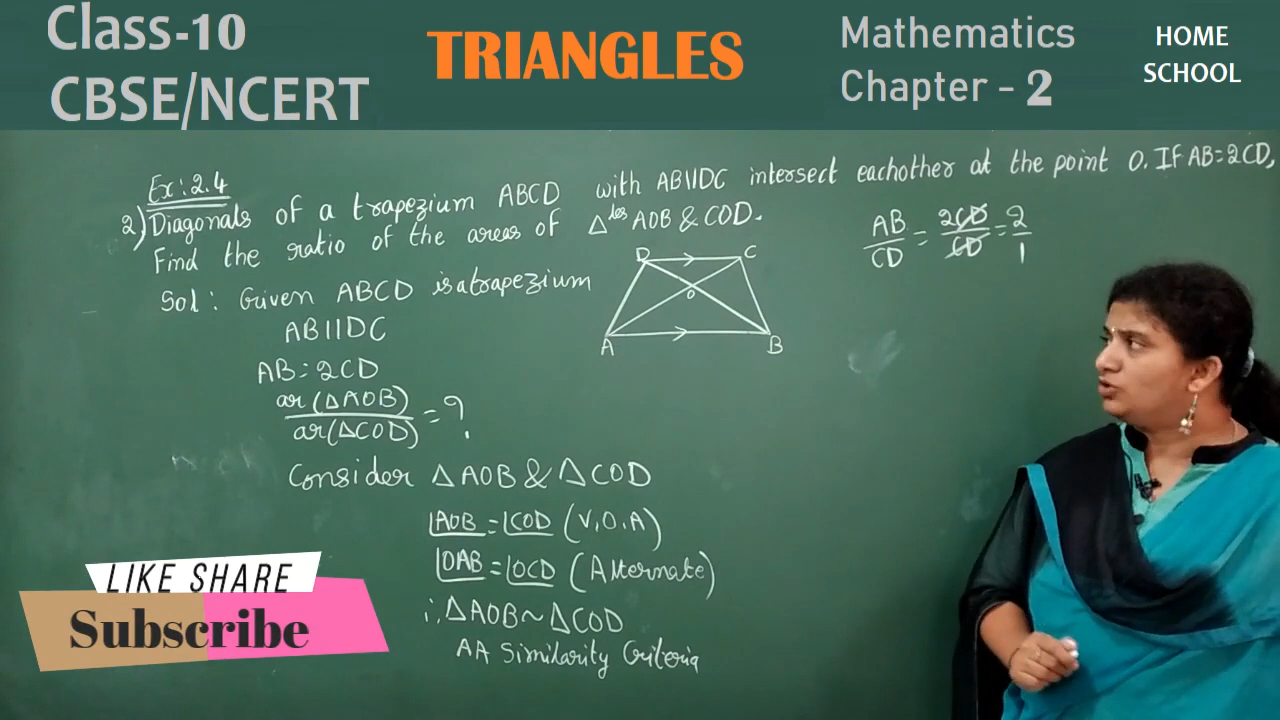 Class-10
CBSE/NCERT
TRIANGLES
Mathematics
Chapter - 2
HOME
SCHOOL
Ex: 2.4
2) Diagonals of a trapezium ABCD with AB||DC intersect eachother at the point O. If AB=2CD,
Find the ratio of the areas of △les AOB & COD.
Sol: Given ABCD is a trapezium
AB||DC
AB=2CD
ar(△AOB)/ar(△COD) = ?
Consider △AOB & △COD
∠AOB = ∠COD (V.O.A)
∠OAB = ∠OCD (Alternate)
∴ △AOB ~ △COD
AA Similarity Criteria
D C
O
A B
AB/CD = 2CD/CD = 2/1
LIKE SHARE
Subscribe